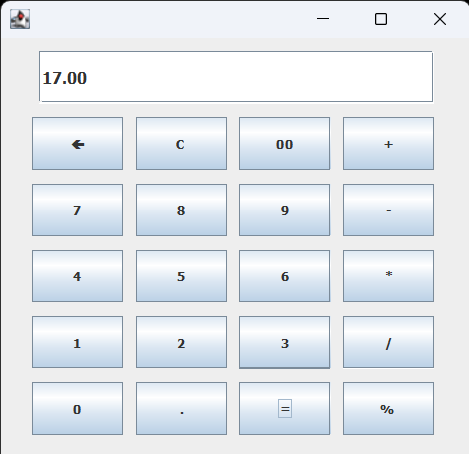 17.00
🡸 C 00 +
7 8 9 -
4 5 6 *
1 2 3 /
0 . = %